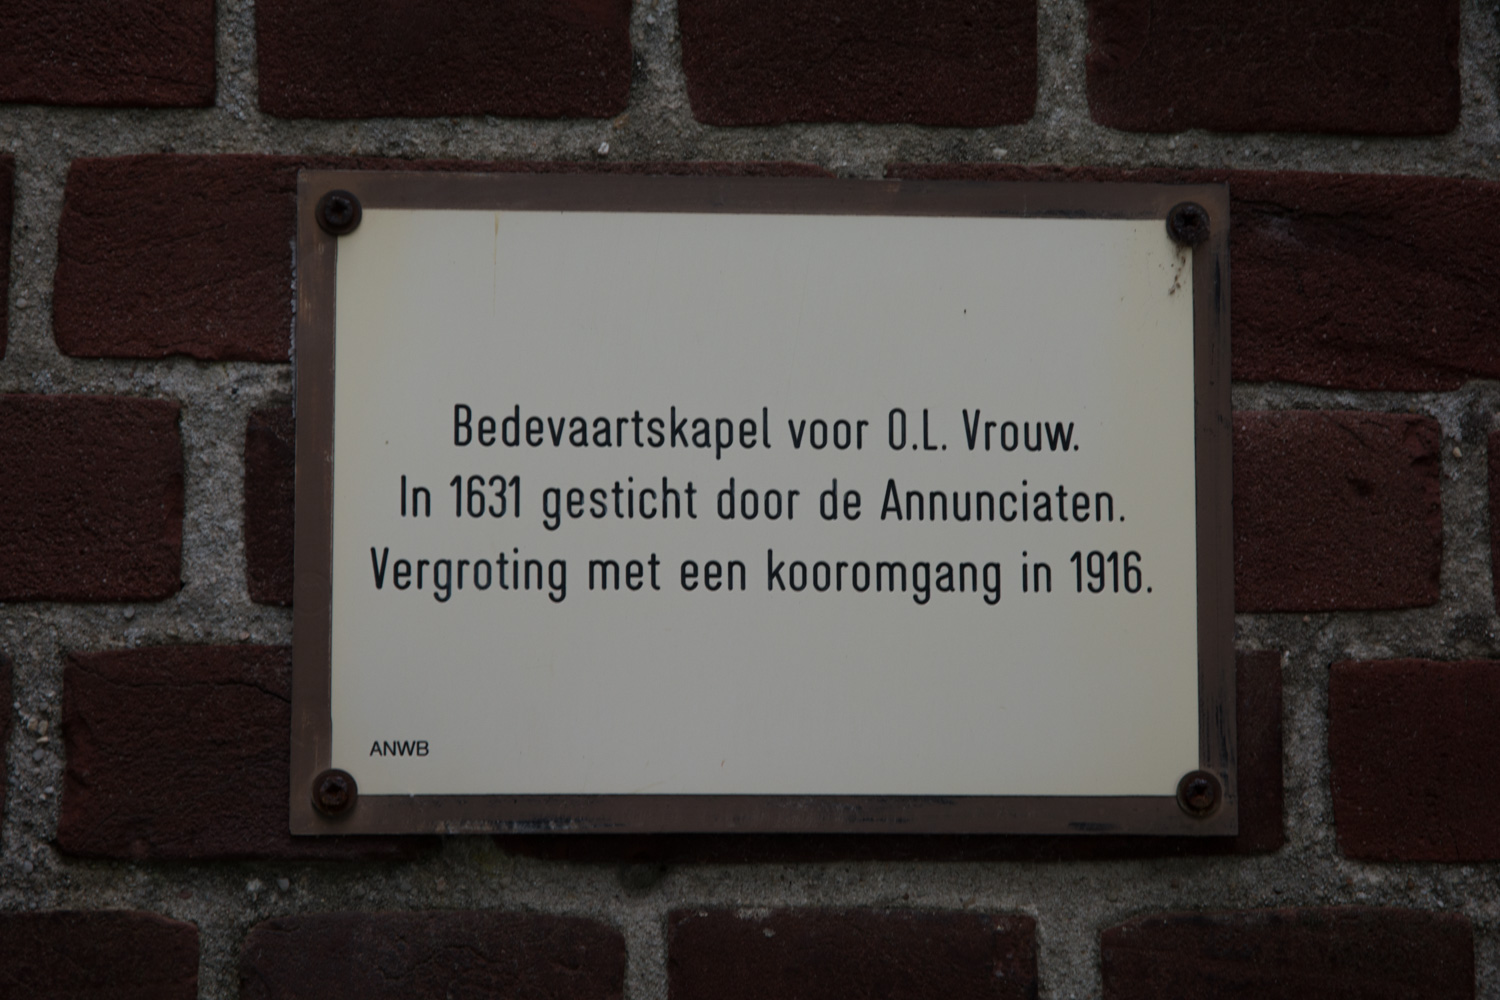 Bedevaartskapel voor O.L. Vrouw.
In 1631 gesticht door de Annunciaten.
Vergroting met een kooromgang in 1916.
ANWB